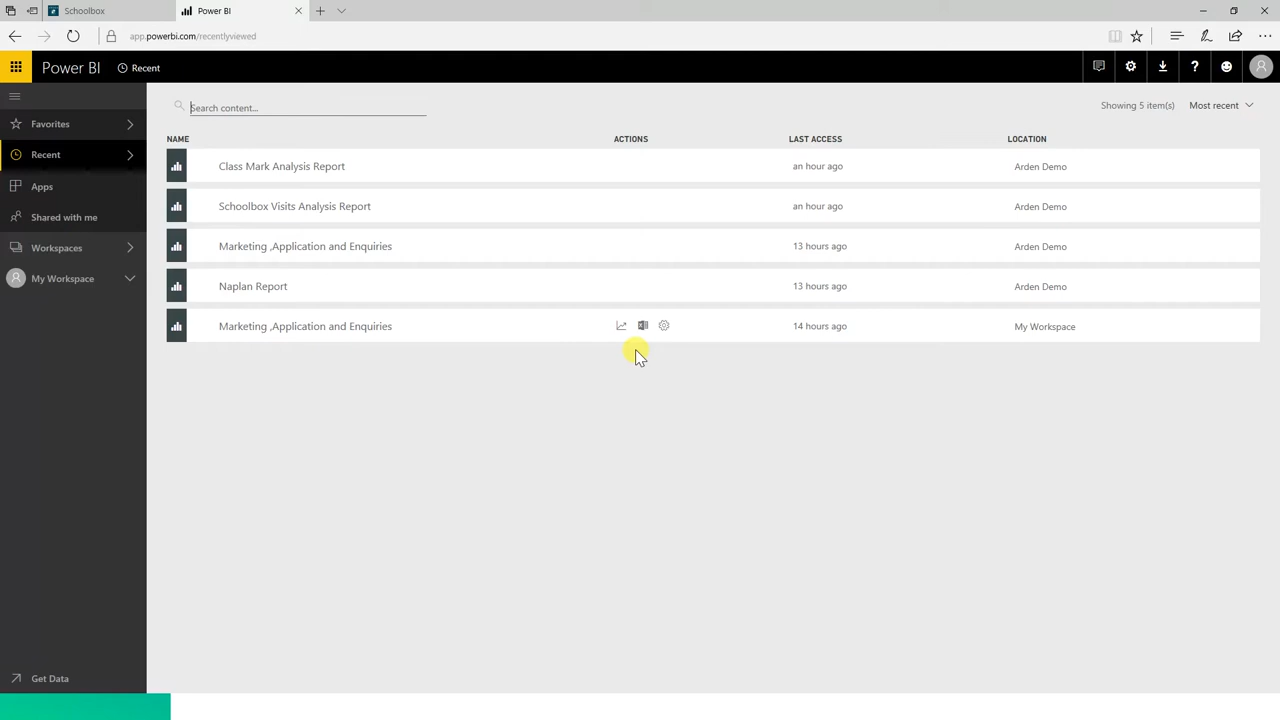 Schoolbox
Power BI
app.powerbi.com/recentlyviewed
Power BI
Recent
Search content...
Showing 5 item(s)
Most recent
Favorites
Recent
Apps
Shared with me
Workspaces
My Workspace
Get Data
NAME ACTIONS LAST ACCESS LOCATION
Class Mark Analysis Report an hour ago Arden Demo
Schoolbox Visits Analysis Report an hour ago Arden Demo
Marketing ,Application and Enquiries 13 hours ago Arden Demo
Naplan Report 13 hours ago Arden Demo
Marketing ,Application and Enquiries 14 hours ago My Workspace